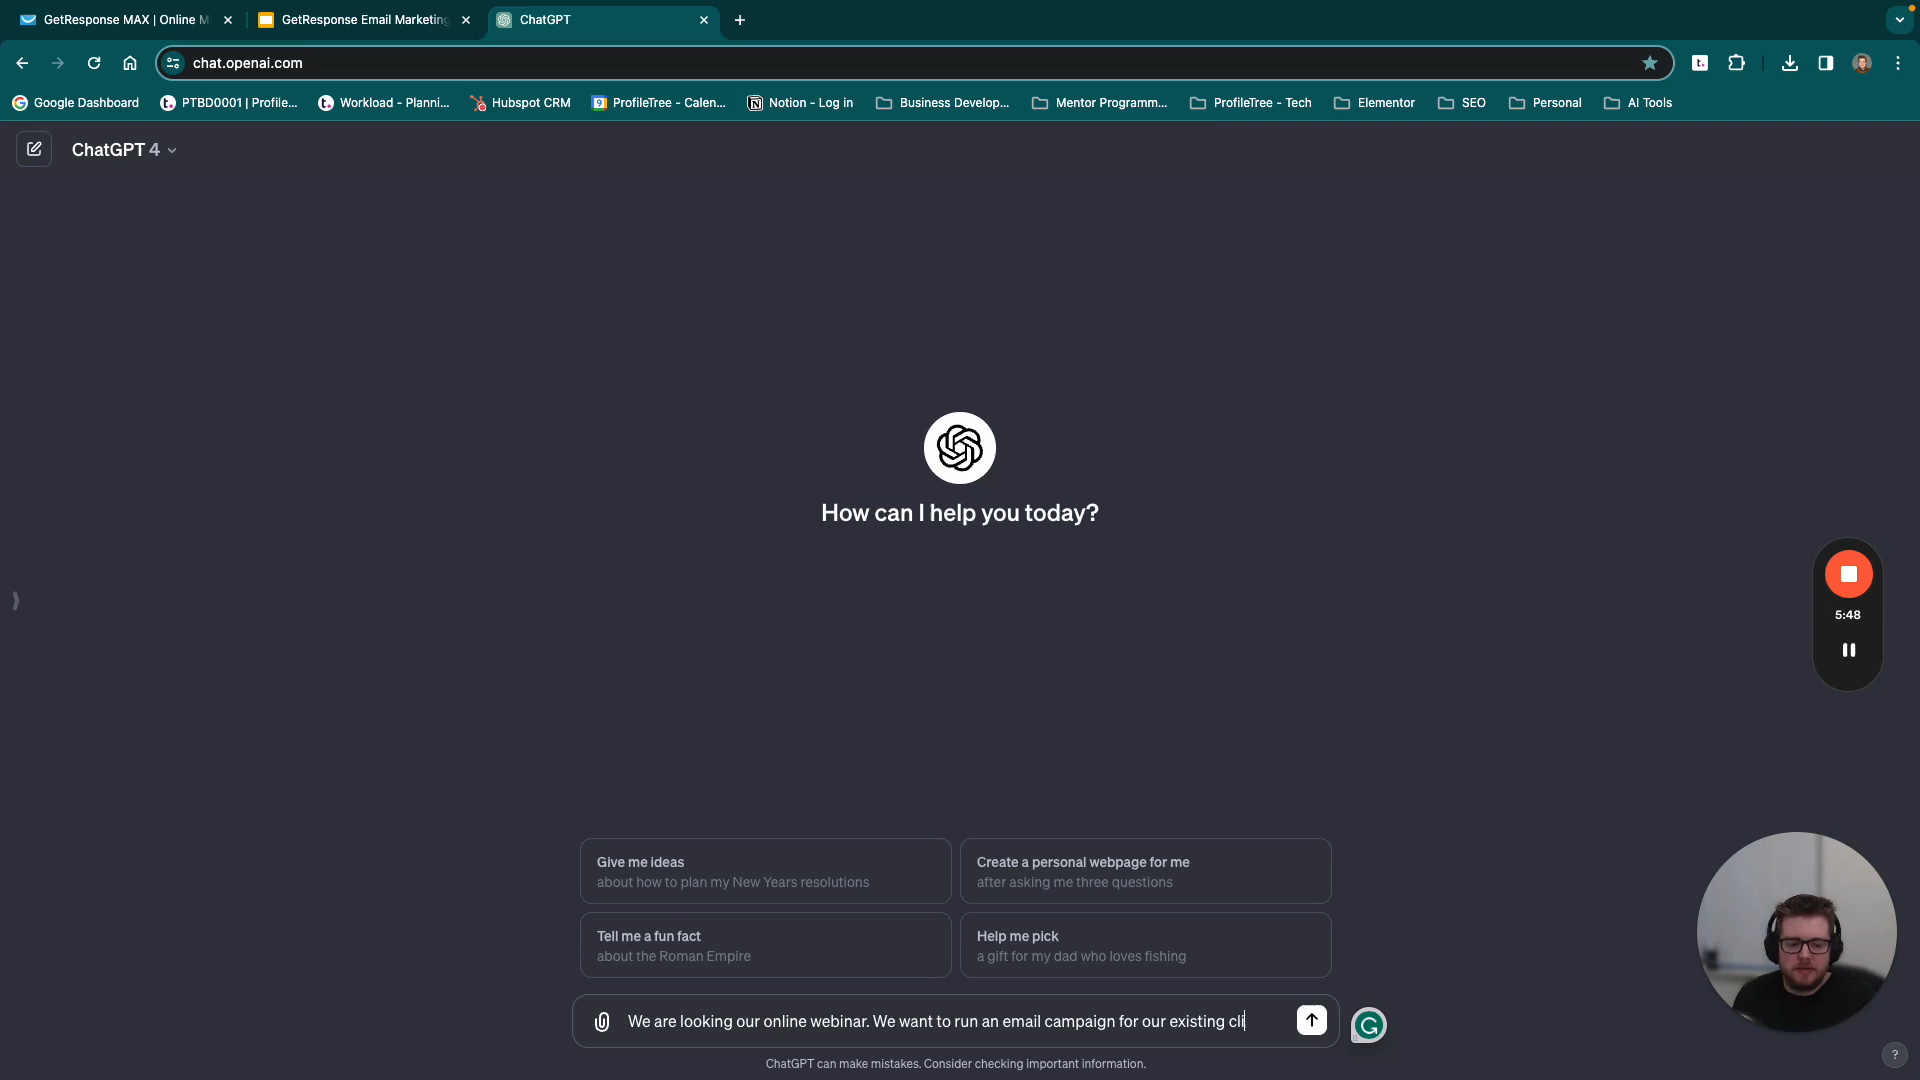 GetResponse MAX | Online M
GetResponse Email Marketing
ChatGPT
chat.openai.com
Google Dashboard
PTBD0001 | Profile...
Workload - Planni...
Hubspot CRM
ProfileTree - Calen...
Notion - Log in
Business Develop...
Mentor Programm...
ProfileTree - Tech
Elementor
SEO
Personal
AI Tools
ChatGPT 4
How can I help you today?
5:48
Give me ideas
about how to plan my New Years resolutions
Create a personal webpage for me
after asking me three questions
Tell me a fun fact
about the Roman Empire
Help me pick
a gift for my dad who loves fishing
We are looking our online webinar. We want to run an email campaign for our existing cli
ChatGPT can make mistakes. Consider checking important information.
?